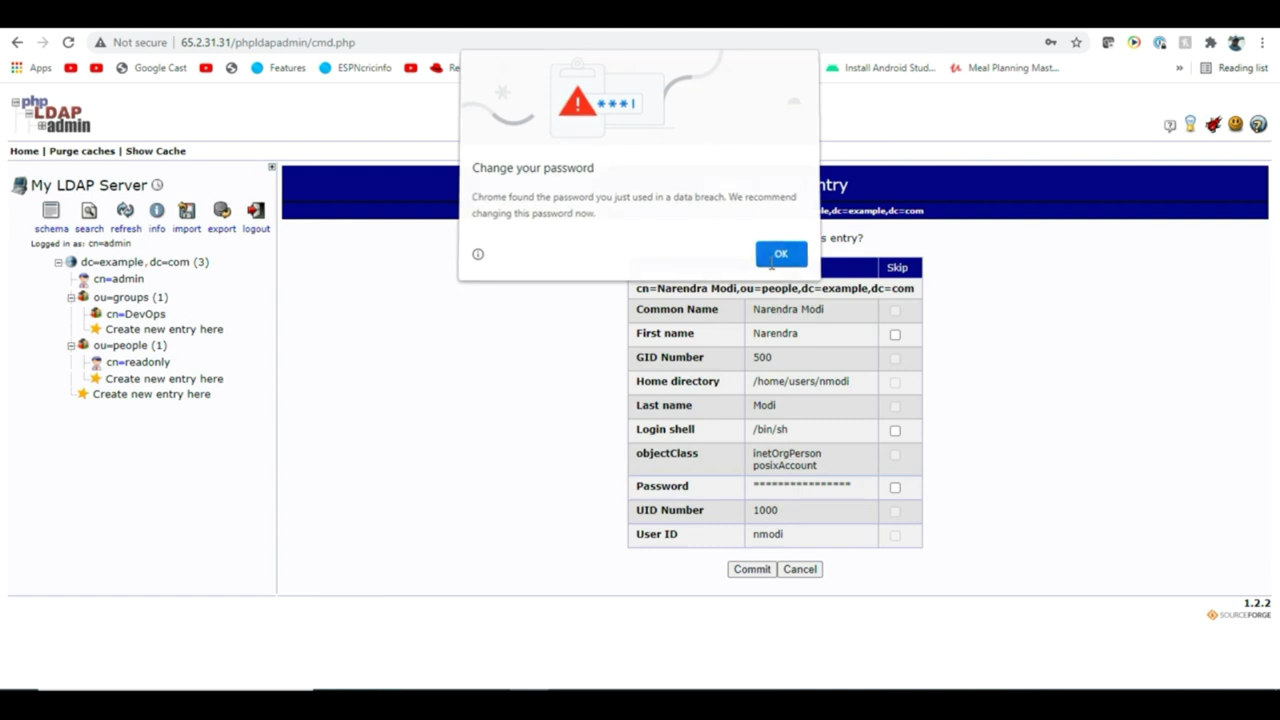 Not secure | 65.2.31.31/phpldapadmin/cmd.php
Apps Google Cast Features ESPNcricinfo Re Install Android Stud... Meal Planning Mast... » Reading list
php
LDAP
admin
Home | Purge caches | Show Cache
***|
Change your password
Chrome found the password you just used in a data breach. We recommend
changing this password now.
OK
My LDAP Server
schema search refresh info import export logout
Logged in as: cn=admin
dc=example, dc=com (3)
cn=admin
ou=groups (1)
cn=DevOps
Create new entry here
ou=people (1)
cn=readonly
Create new entry here
Create new entry here
ntry
le,dc=example,dc=com
s entry?
Skip
cn=Narendra Modi,ou=people,dc=example,dc=com
Common Name Narendra Modi
First name Narendra
GID Number 500
Home directory /home/users/nmodi
Last name Modi
Login shell /bin/sh
objectClass inetOrgPerson
posixAccount
Password ****************
UID Number 1000
User ID nmodi
Commit Cancel
1.2.2
SOURCEFORGE